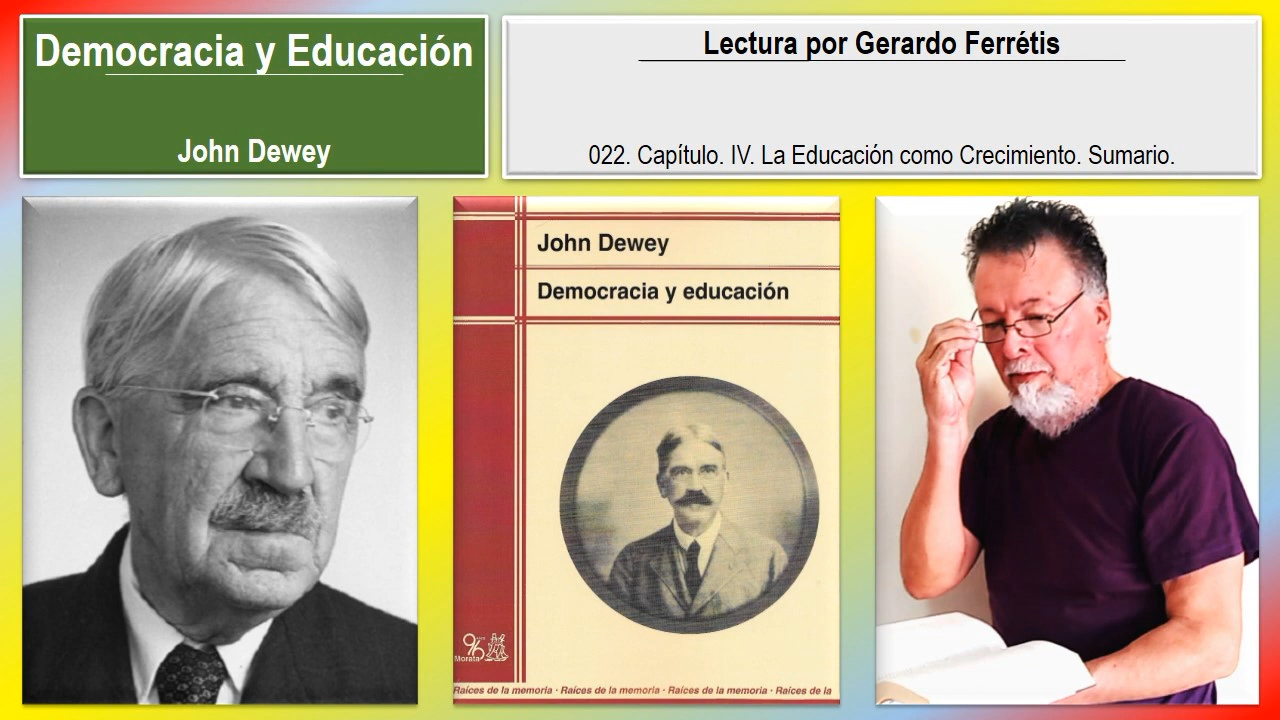 Democracia y Educación
John Dewey
Lectura por Gerardo Ferrétis
022. Capítulo. IV. La Educación como Crecimiento. Sumario.
John Dewey
Democracia y educación
Morata
Raíces de la memoria · Raíces de la memoria · Raíces de la memoria · Raíces de la